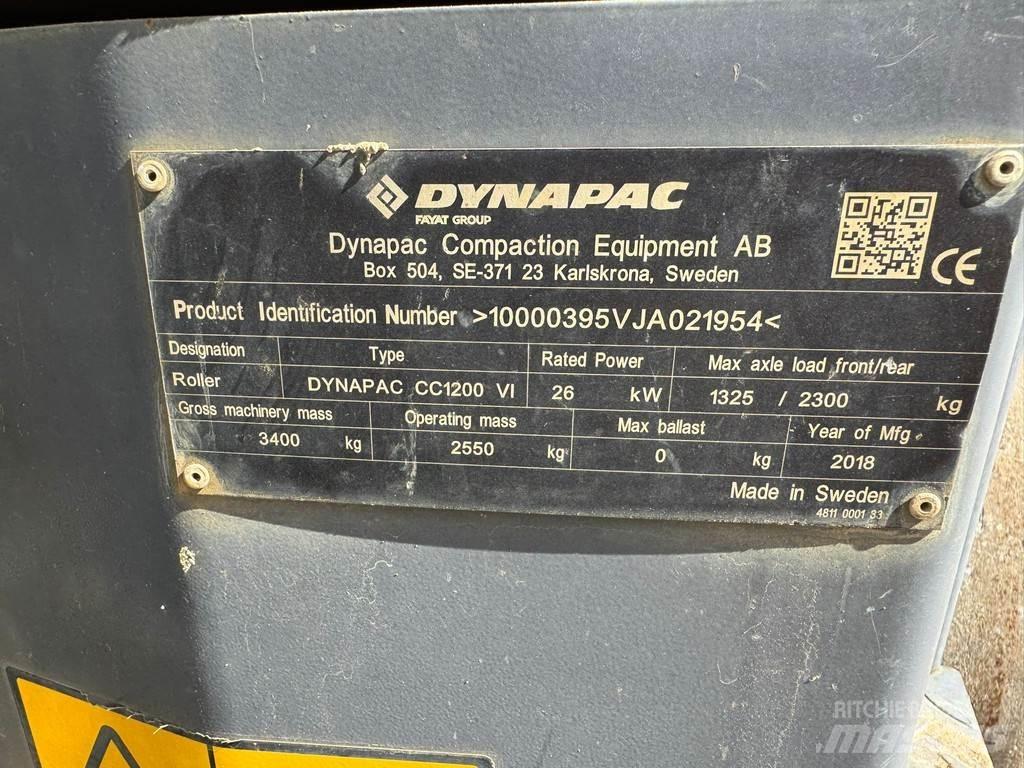 DYNAPAC
FAYAT GROUP
Dynapac Compaction Equipment AB
Box 504, SE-371 23 Karlskrona, Sweden
CE
Product Identification Number >10000395VJA021954<
Designation Type Rated Power Max axle load front/rear
Roller DYNAPAC CC1200 VI 26 kW 1325 / 2300 kg
Gross machinery mass Operating mass Max ballast Year of Mfg.
3400 kg 2550 kg 0 kg 2018
Made in Sweden
4811 0001 33
RITCHIE BROS
MASCUS